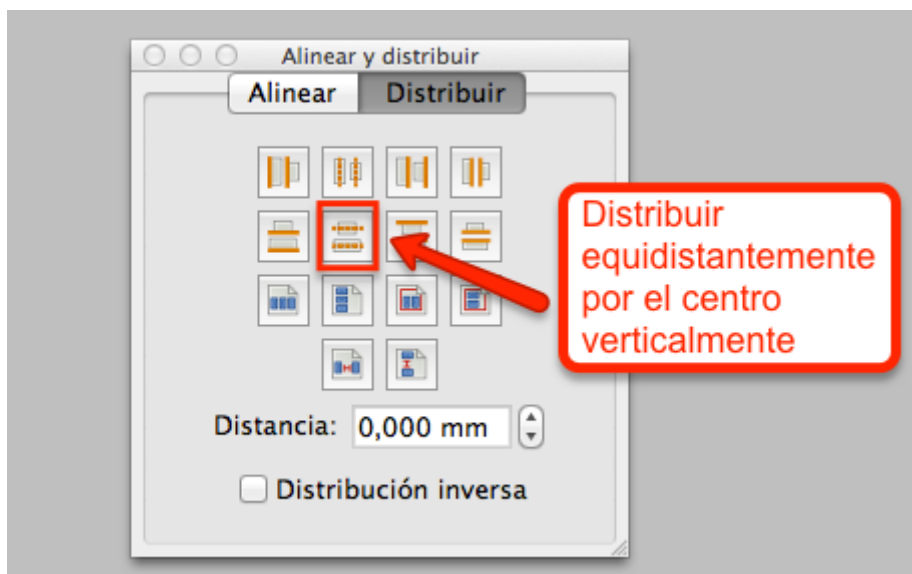 Alinear y distribuir
Alinear
Distribuir
Distribuir
equidistantemente
por el centro
verticalmente
Distancia: 0,000 mm
Distribución inversa